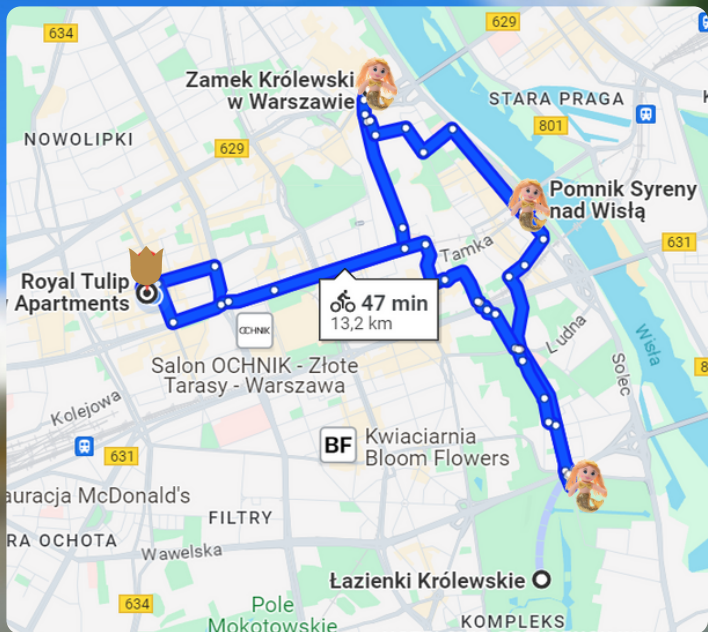 634
629
Zamek Królewski
w Warszawie
STARA PRAGA
801
NOWOLIPKI
629
Pomnik Syreny
nad Wisłą
Tamka
631
Royal Tulip
Apartments
47 min
13,2 km
OCHNIK
Salon OCHNIK - Złote
Tarasy - Warszawa
Ludna
Solec
Wisła
8
Kolejowa
BF
Kwiaciarnia
Bloom Flowers
631
auracja McDonald's
FILTRY
RA OCHOTA
Wawelska
Łazienki Królewskie
634
Pole
Mokotowskie
KOMPLEKS